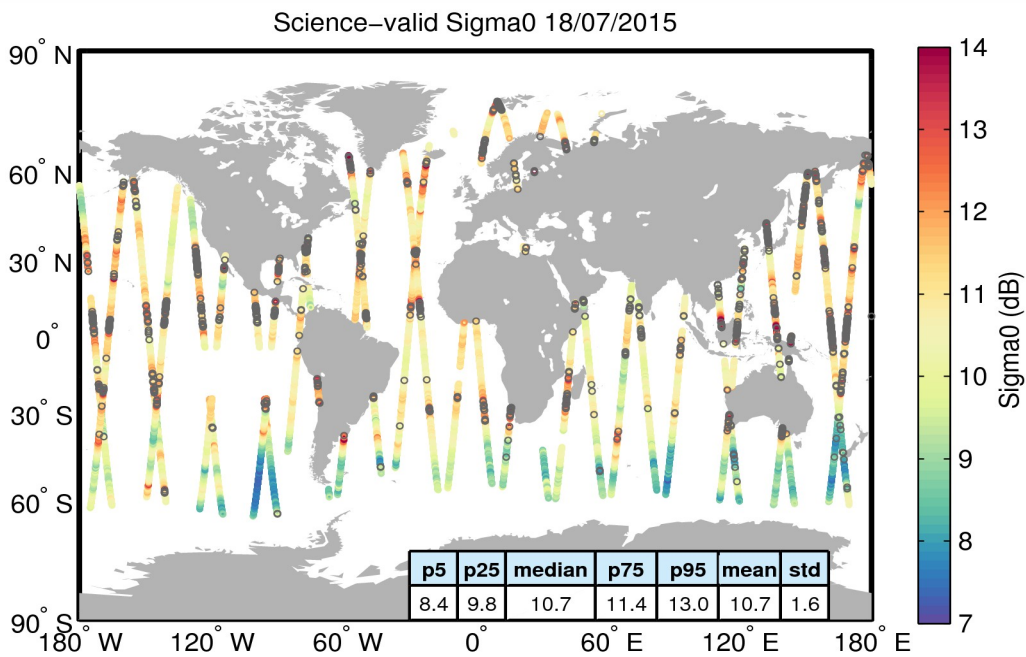 Science−valid Sigma0 18/07/2015
90° N
60° N
30° N
0°
30° S
60° S
90° S
180° W
120° W
60° W
0°
60° E
120° E
180° E
p5 p25 median p75 p95 mean std
8.4 9.8 10.7 11.4 13.0 10.7 1.6
14
13
12
11
10
9
8
7
Sigma0 (dB)